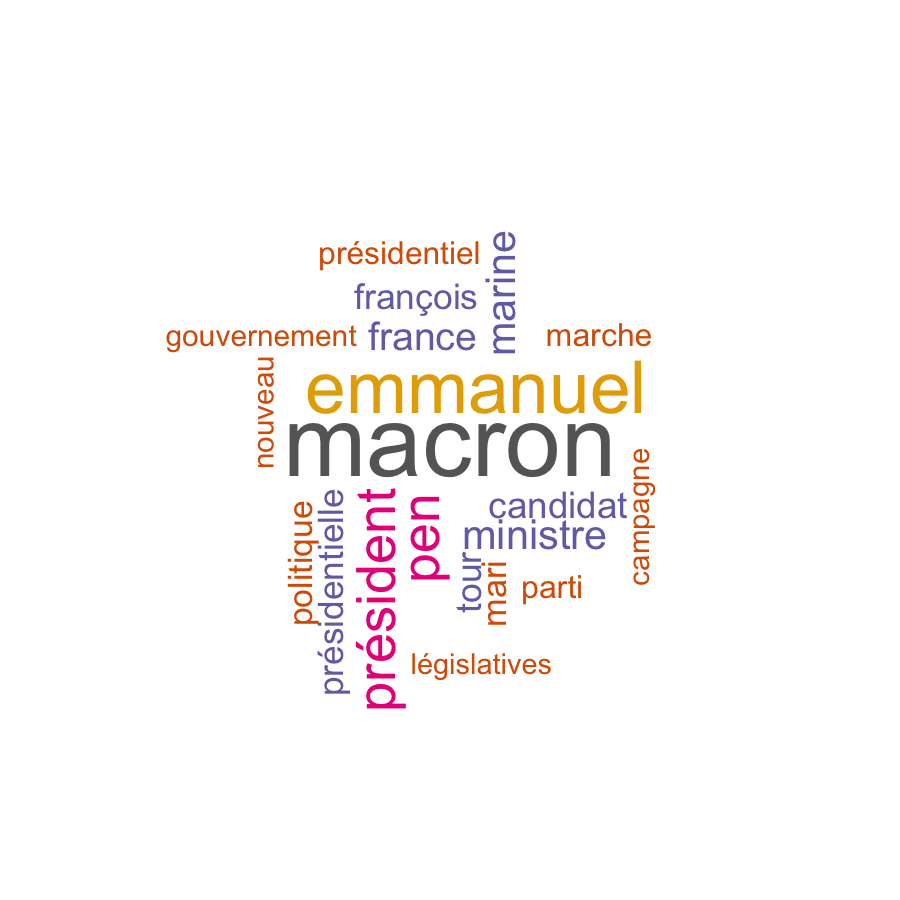 présidentiel
marine
françois
gouvernement
france
marche
nouveau
emmanuel
macron
campagne
politique
présidentielle
président
pen
candidat
ministre
tour
mari
parti
législatives